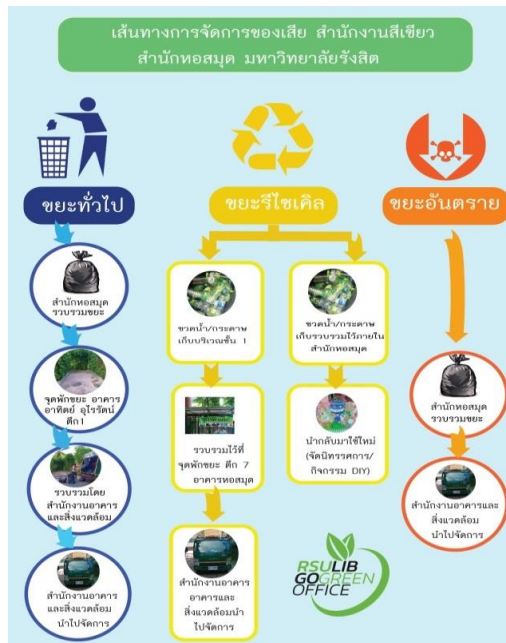 เส้นทางการจัดการของเสีย สำนักงานสีเขียว
สำนักหอสมุด มหาวิทยาลัยรังสิต
ขยะทั่วไป
สำนักหอสมุด
รวบรวมขยะ
จุดพักขยะ อาคาร
อาทิตย์ อุไรรัตน์
ตึก1
รวบรวมโดย
สำนักงานอาคาร
และสิ่งแวดล้อม
สำนักงานอาคาร
และสิ่งแวดล้อม
นำไปจัดการ
ขยะรีไซเคิล
ขวดน้ำ/กระดาษ
เก็บบริเวณชั้น 1
รวบรวมไว้ที่
จุดพักขยะ ตึก 7
อาคารหอสมุด
สำนักงานอาคาร
อาคารและ
สิ่งแวดล้อมนำ
ไปจัดการ
ขวดน้ำ/กระดาษ
เก็บรวบรวมไว้ภายใน
สำนักหอสมุด
นำกลับมาใช้ใหม่
(จัดนิทรรศการ/
กิจกรรม DIY)
ขยะอันตราย
สำนักหอสมุด
รวบรวมขยะ
สำนักงานอาคารและ
สิ่งแวดล้อม
นำไปจัดการ
RSULIB
GOGREEN
OFFICE